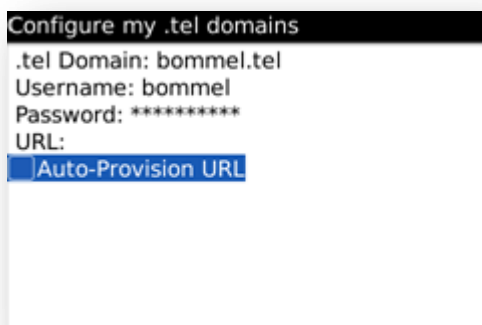 Configure my .tel domains
.tel Domain: bommel.tel
Username: bommel
Password: **********
URL:
Auto-Provision URL